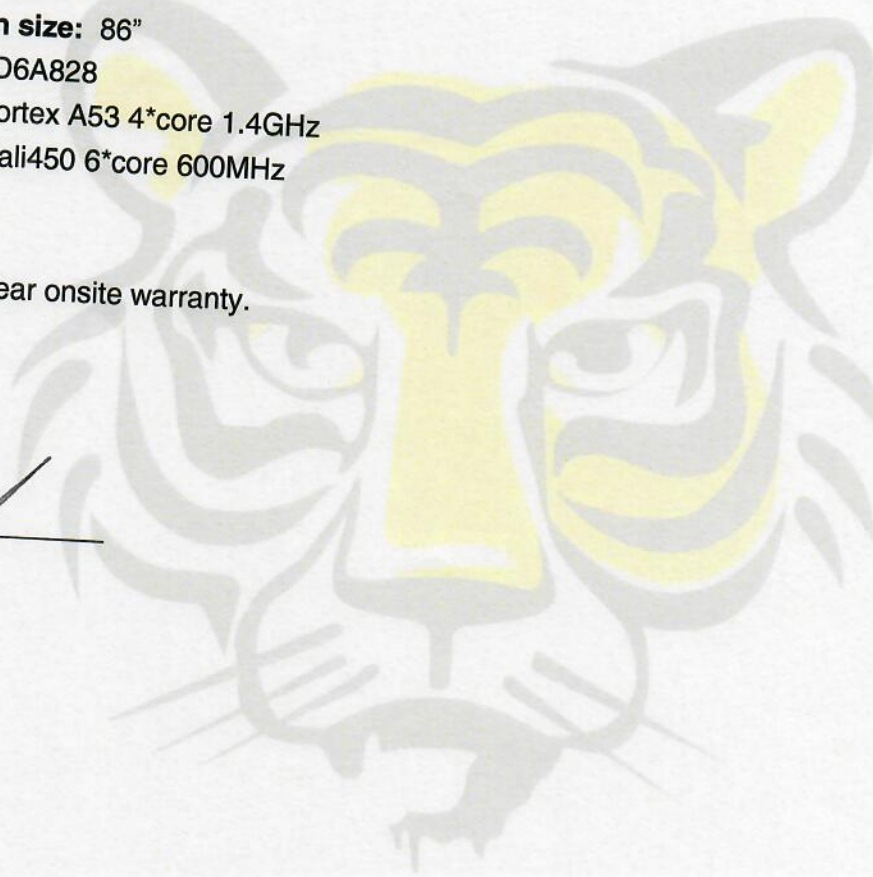 n size: 86”
D6A828
ortex A53 4*core 1.4GHz
ali450 6*core 600MHz
ear onsite warranty.